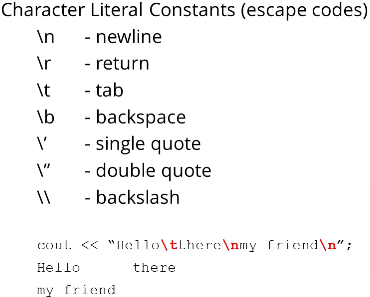 Character Literal Constants (escape codes)
\n - newline
\r - return
\t - tab
\b - backspace
\’ - single quote
\” - double quote
\\ - backslash
cout << “Hello\tthere\nmy friend\n”;
Hello there
my friend